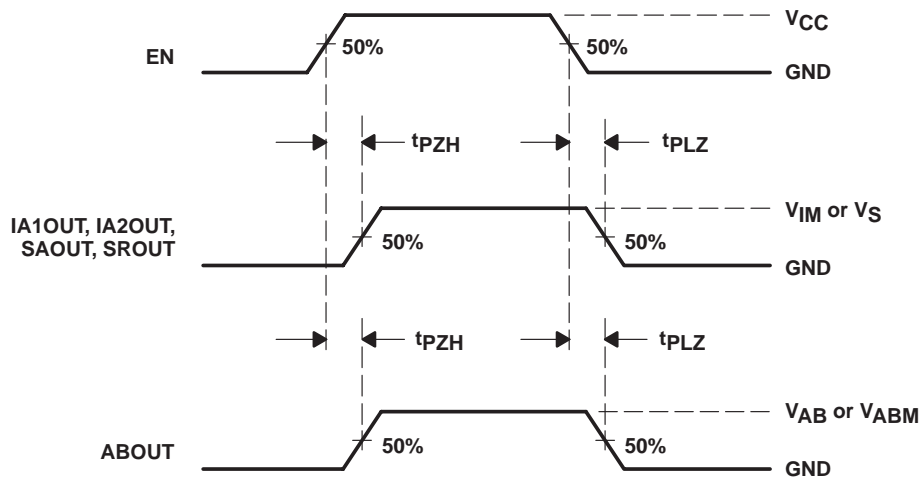 VCC
EN
50%
50%
GND
tPZH
tPLZ
IA1OUT, IA2OUT,
SAOUT, SROUT
VIM or VS
50%
50%
GND
tPZH
tPLZ
ABOUT
VAB or VABM
50%
50%
GND